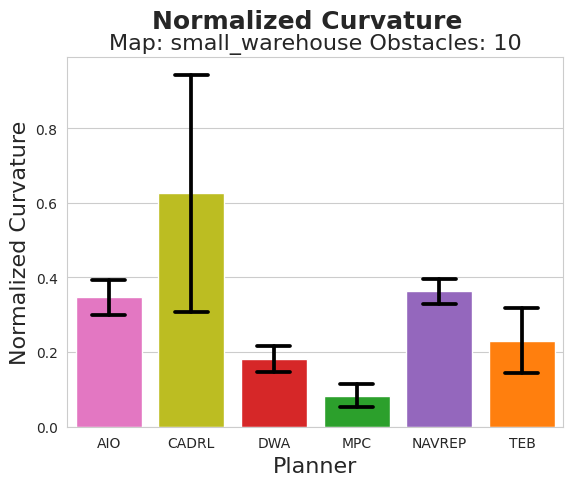 Normalized Curvature
Map: small_warehouse Obstacles: 10
Normalized Curvature
0.8
0.6
0.4
0.2
0.0
AIO CADRL DWA MPC NAVREP TEB
Planner